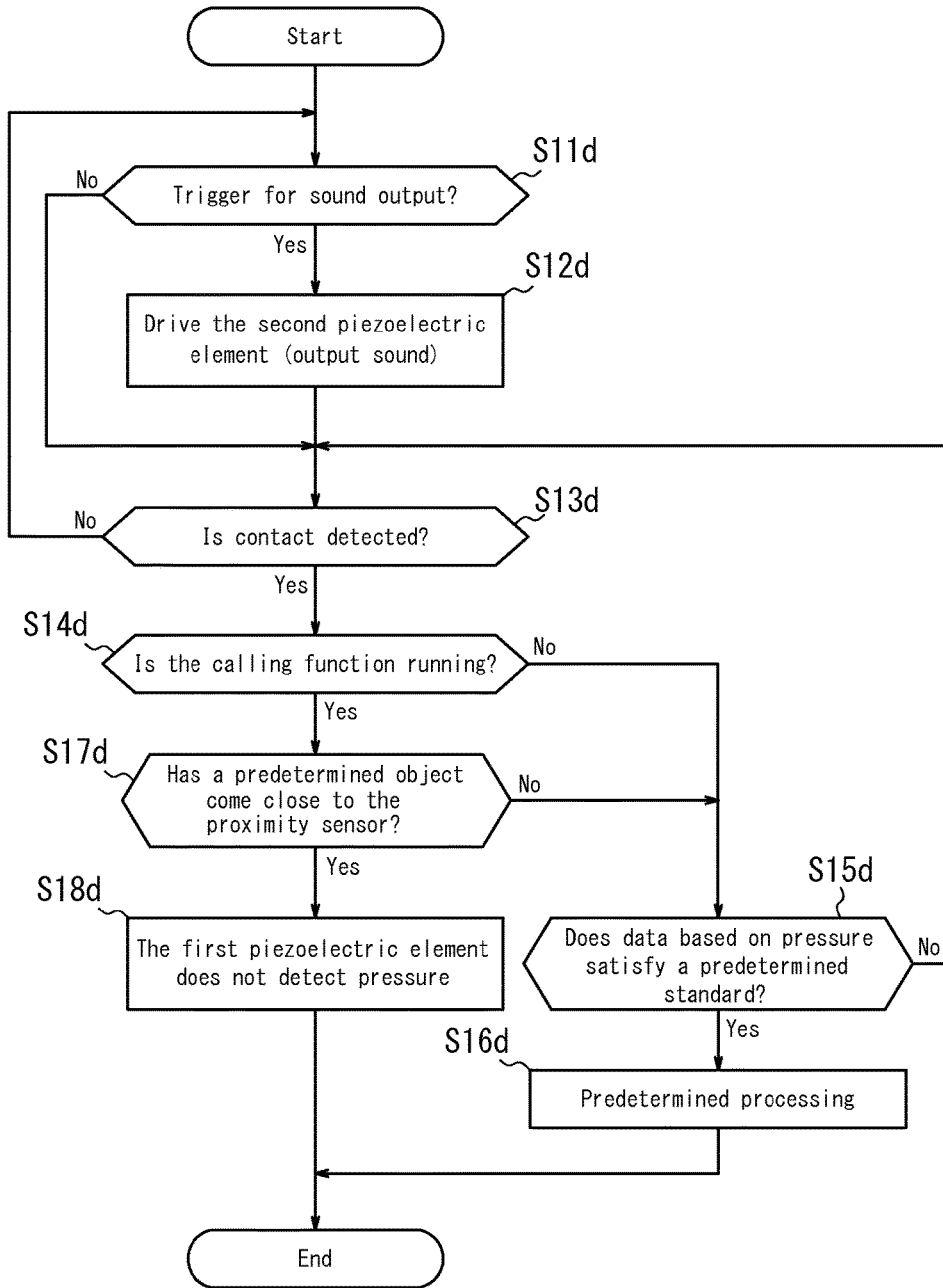 Start
S11d
No
Trigger for sound output?
Yes
S12d
Drive the second piezoelectric
element (output sound)
S13d
No
Is contact detected?
Yes
S14d
Is the calling function running?
No
Yes
S17d
Has a predetermined object
come close to the
proximity sensor?
No
Yes
S18d
The first piezoelectric element
does not detect pressure
S15d
Does data based on pressure
satisfy a predetermined
standard?
No
Yes
S16d
Predetermined processing
End